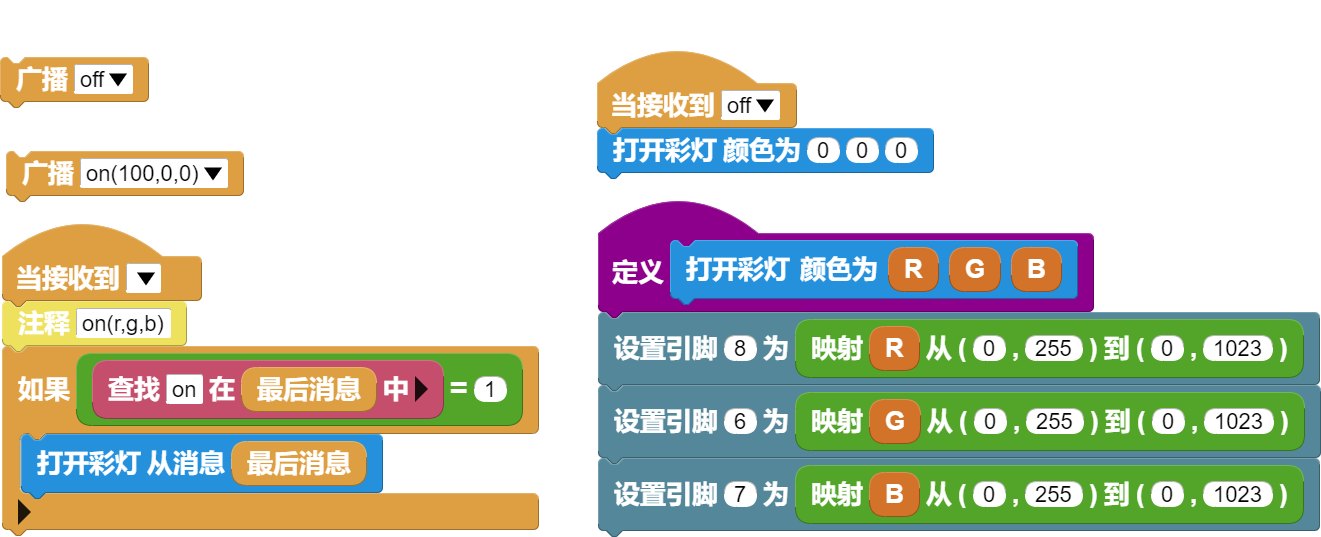 广播 off
广播 on(100,0,0)
当接收到
注释 on(r,g,b)
如果 查找 on 在 最后消息 中 = 1
打开彩灯 从消息 最后消息
当接收到 off
打开彩灯 颜色为 0 0 0
定义 打开彩灯 颜色为 R G B
设置引脚 8 为 映射 R 从 ( 0 , 255 ) 到 ( 0 , 1023 )
设置引脚 6 为 映射 G 从 ( 0 , 255 ) 到 ( 0 , 1023 )
设置引脚 7 为 映射 B 从 ( 0 , 255 ) 到 ( 0 , 1023 )